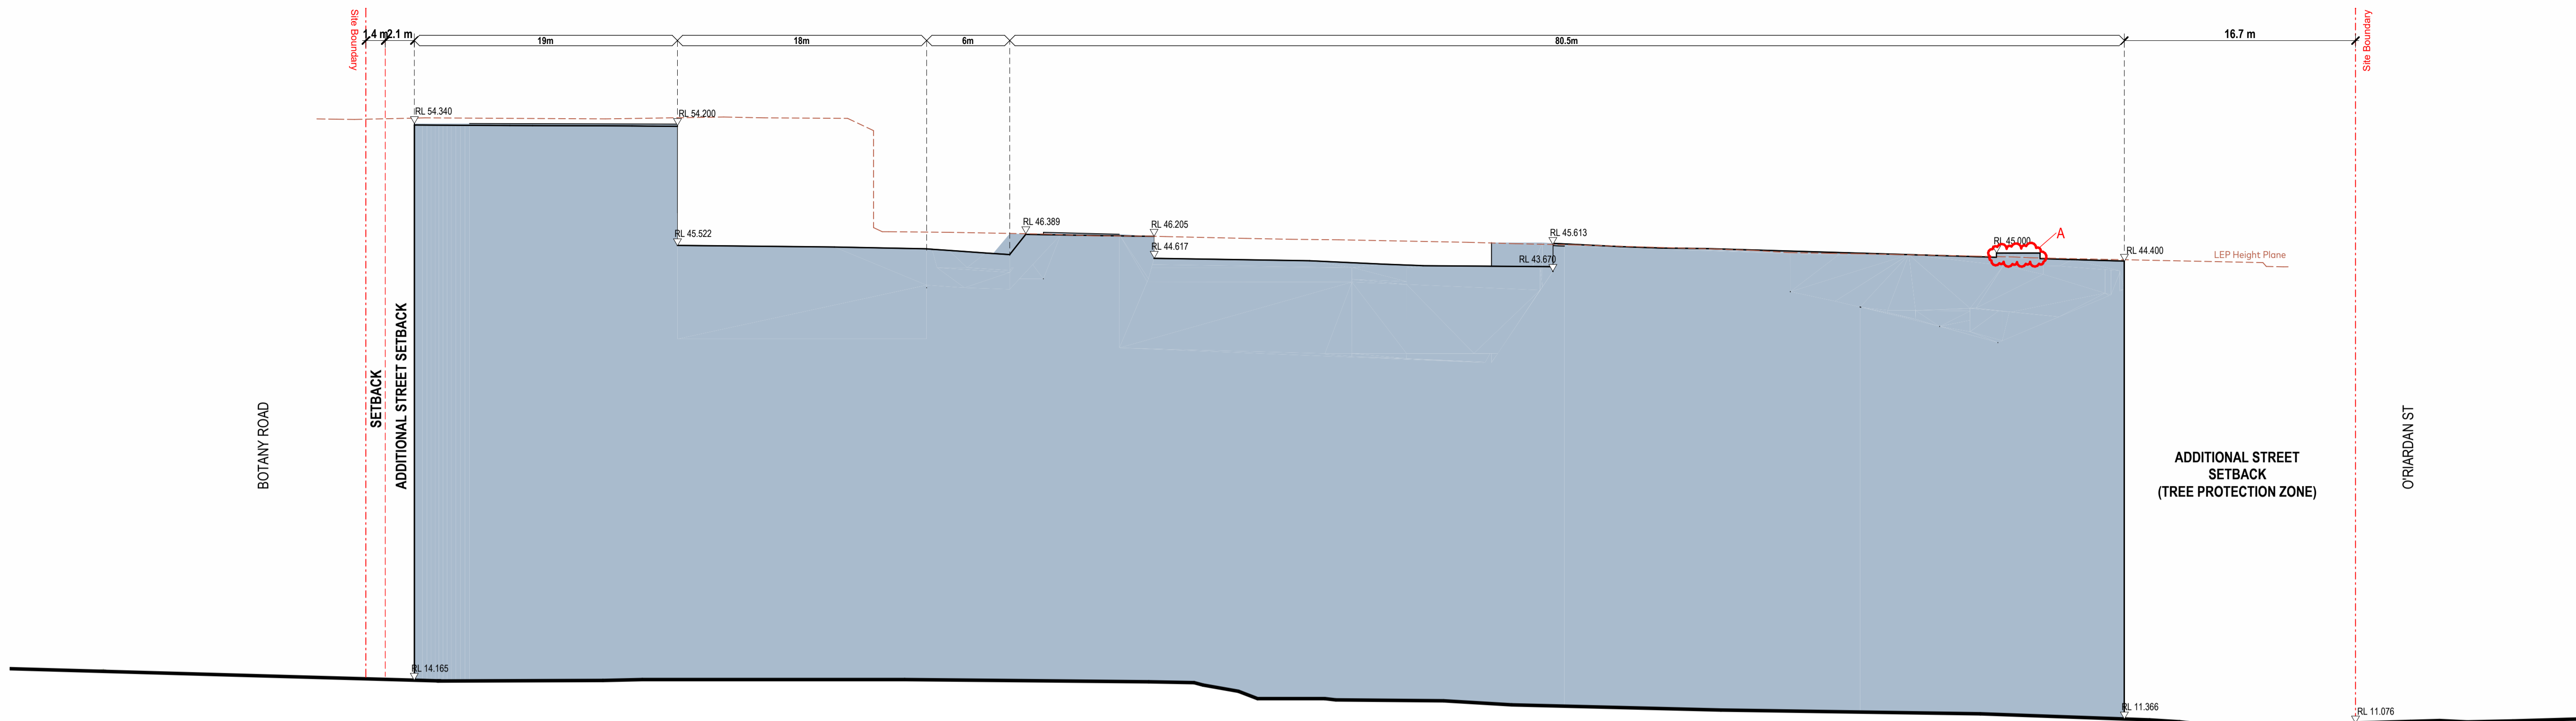 Site Boundary
1.4 m
2.1 m
19m
18m
6m
80.5m
16.7 m
Site Boundary
RL 54.340
RL 54.200
RL 45.522
RL 46.389
RL 46.205
RL 44.617
RL 45.613
RL 43.670
RL 45.000
A
RL 44.400
LEP Height Plane
BOTANY ROAD
SETBACK
ADDITIONAL STREET SETBACK
ADDITIONAL STREET
SETBACK
(TREE PROTECTION ZONE)
O'RIARDAN ST
RL 14.165
RL 11.366
RL 11.076